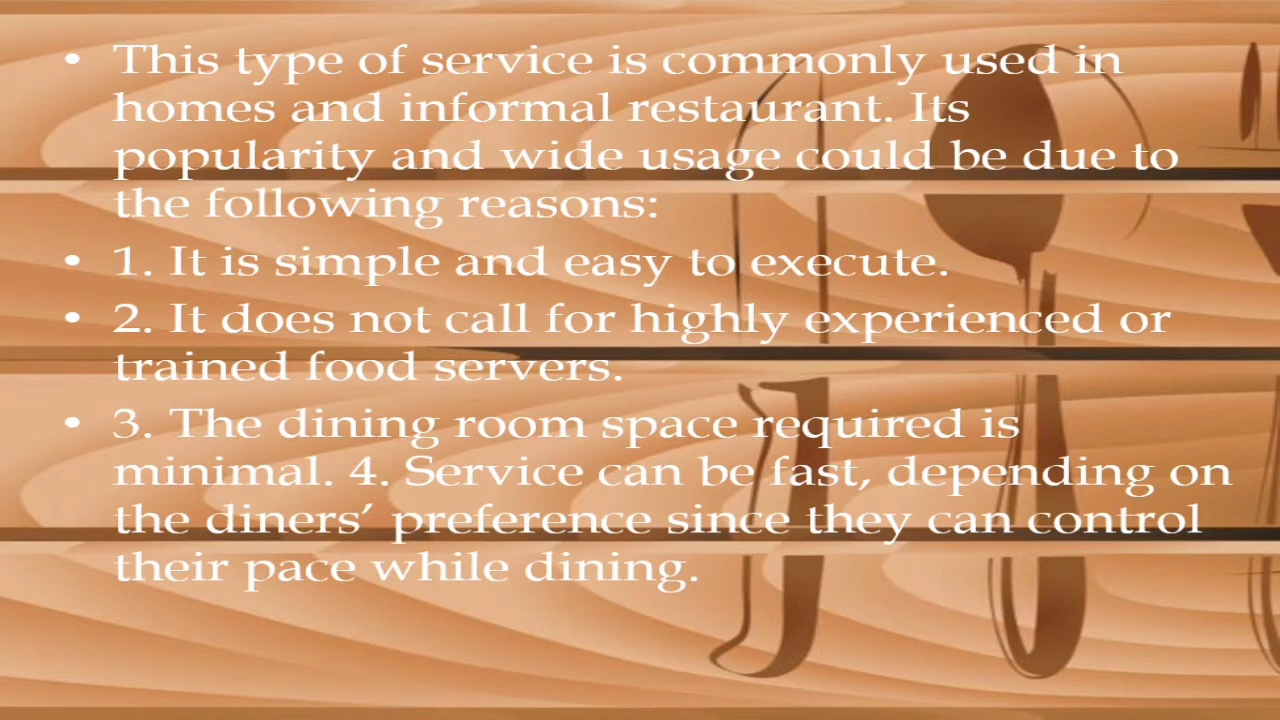 • This type of service is commonly used in
homes and informal restaurant. Its
popularity and wide usage could be due to
the following reasons:
• 1. It is simple and easy to execute.
• 2. It does not call for highly experienced or
trained food servers.
• 3. The dining room space required is
minimal. 4. Service can be fast, depending on
the diners′ preference since they can control
their pace while dining.